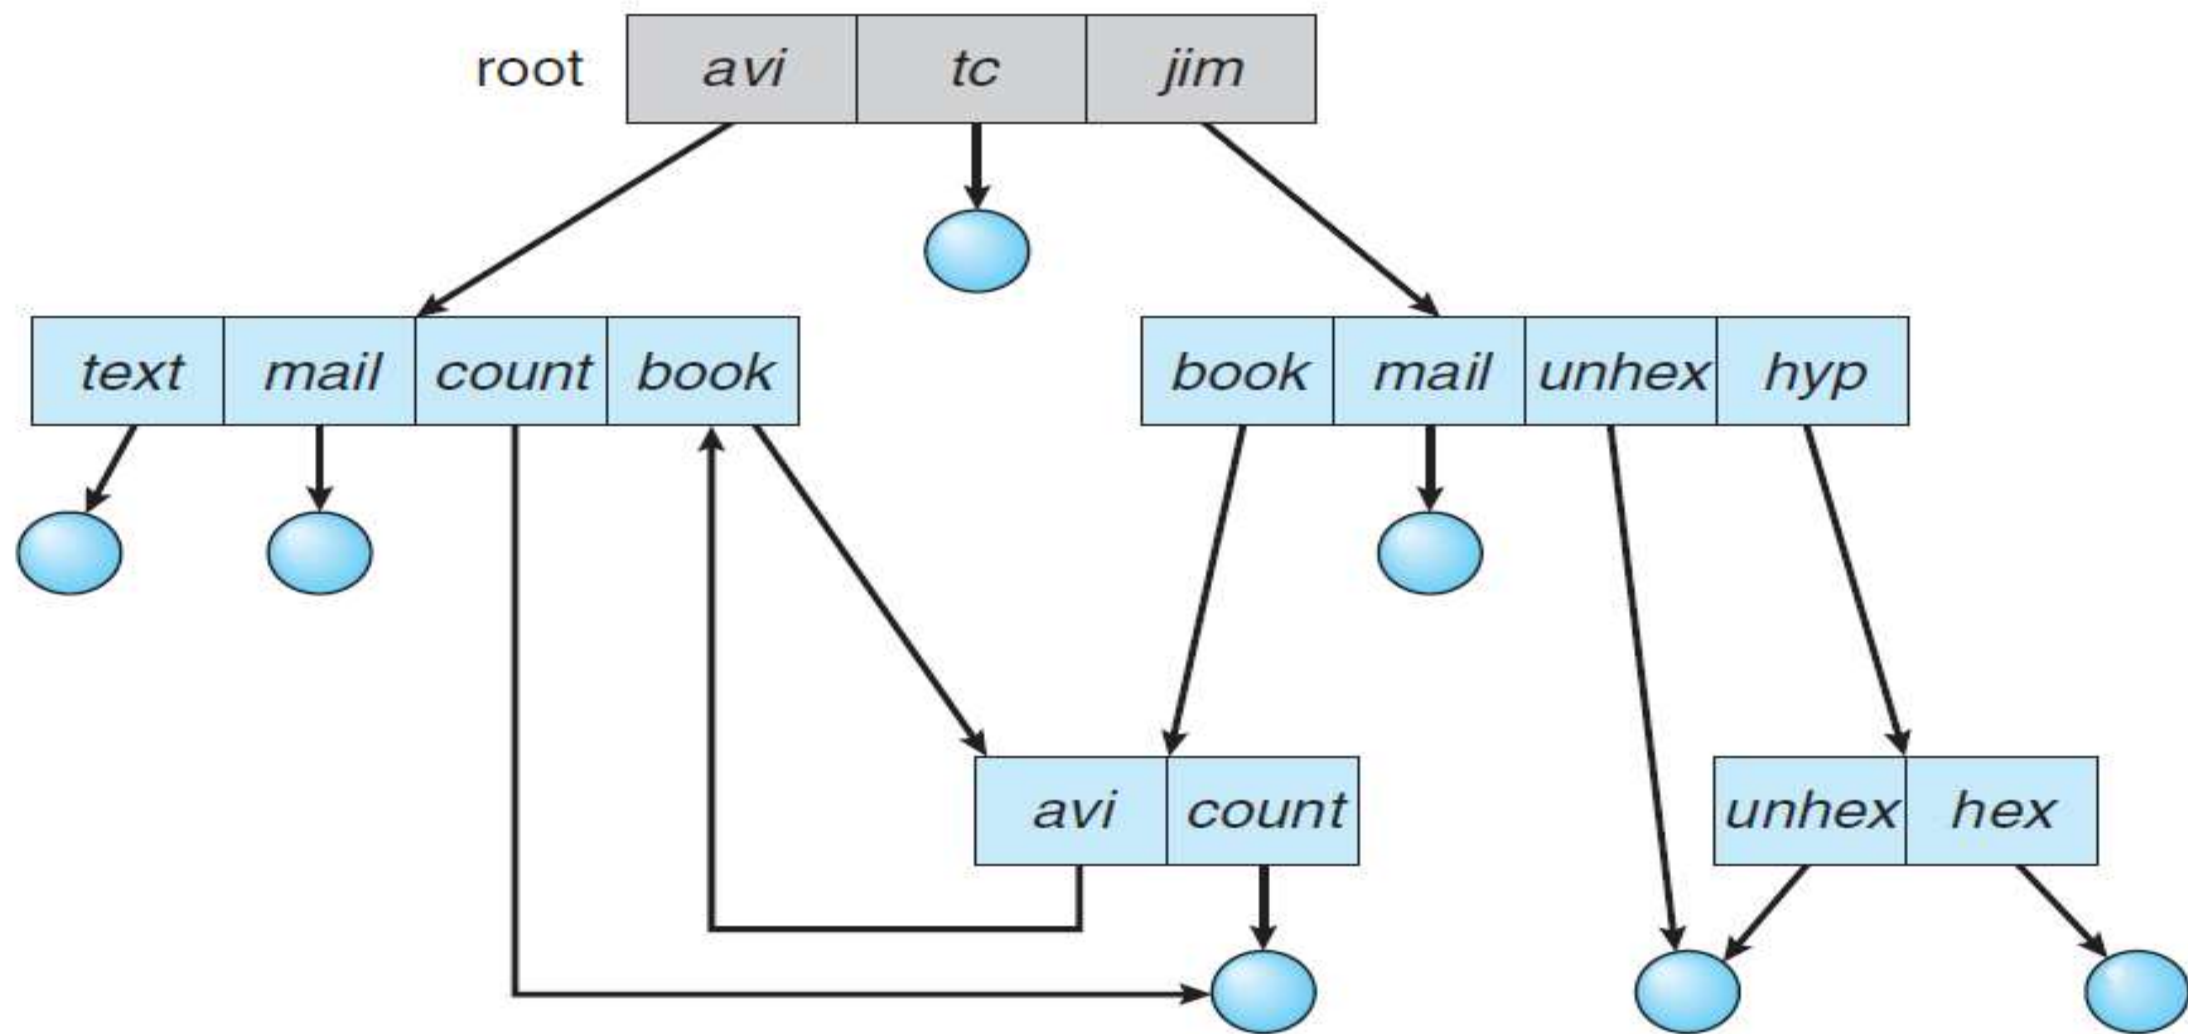 root avi tc jim
text mail count book
book mail unhex hyp
avi count
unhex hex